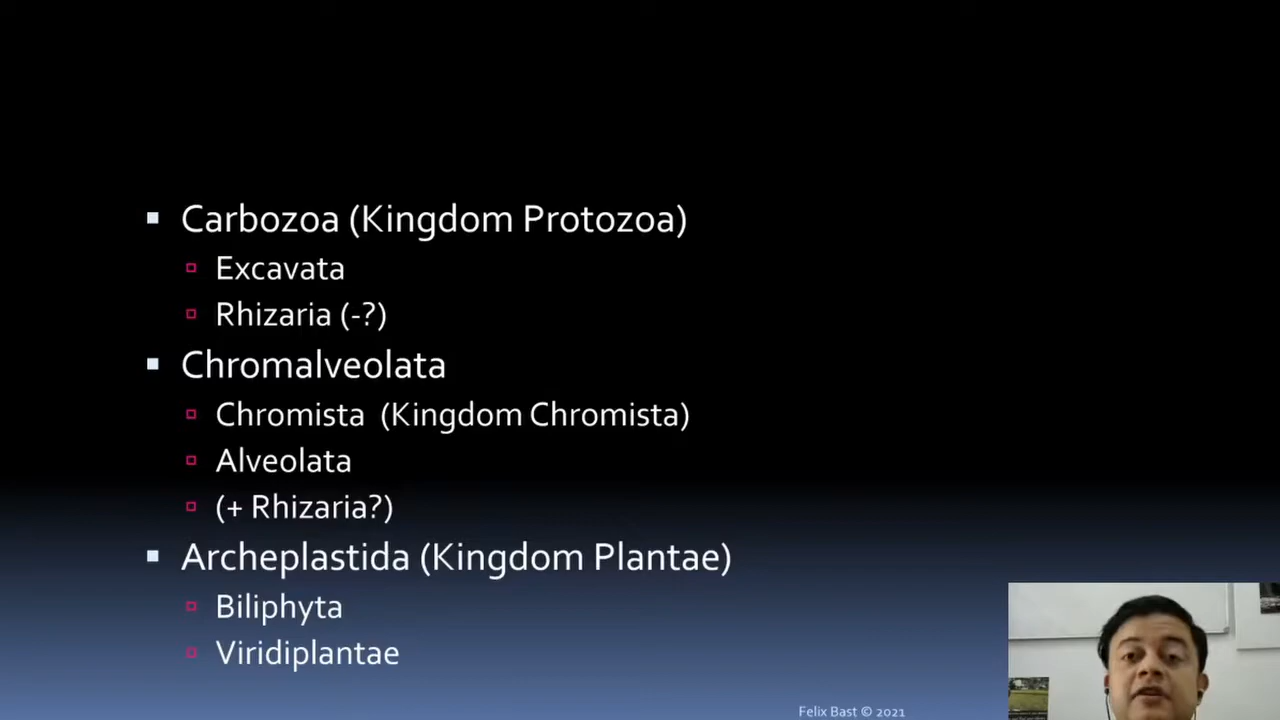 Carbozoa (Kingdom Protozoa)
Excavata
Rhizaria (-?)
Chromalveolata
Chromista (Kingdom Chromista)
Alveolata
(+ Rhizaria?)
Archeplastida (Kingdom Plantae)
Biliphyta
Viridiplantae
Felix Bast © 2021